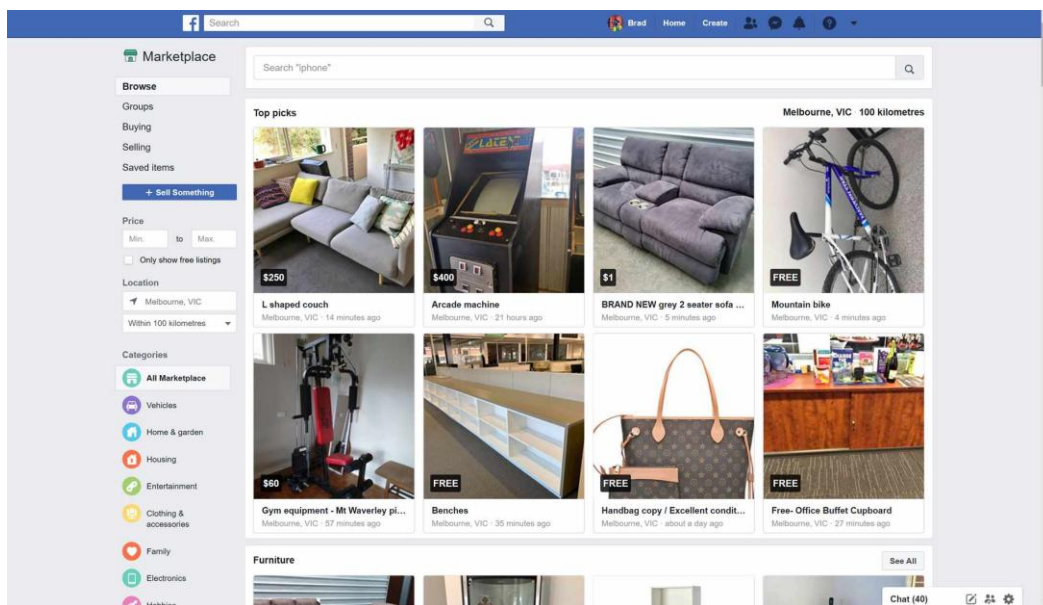 f
Search
Brad Home Create
Marketplace
Search "iphone"
Browse
Groups
Buying
Selling
Saved items
+ Sell Something
Price
Min. to Max.
Only show free listings
Location
Melbourne, VIC
Within 100 kilometres
Categories
All Marketplace
Vehicles
Home & garden
Housing
Entertainment
Clothing &
accessories
Family
Electronics
Hobbies
Top picks
Melbourne, VIC · 100 kilometres
$250
L shaped couch
Melbourne, VIC · 14 minutes ago
$400
Arcade machine
Melbourne, VIC · 21 hours ago
$1
BRAND NEW grey 2 seater sofa ...
Melbourne, VIC · 5 minutes ago
FREE
Mountain bike
Melbourne, VIC · 4 minutes ago
$60
Gym equipment - Mt Waverley pi...
Melbourne, VIC · 57 minutes ago
FREE
Benches
Melbourne, VIC · 35 minutes ago
FREE
Handbag copy / Excellent condit...
Melbourne, VIC · about a day ago
FREE
Free- Office Buffet Cupboard
Melbourne, VIC · 27 minutes ago
Furniture
See All
Chat (40)